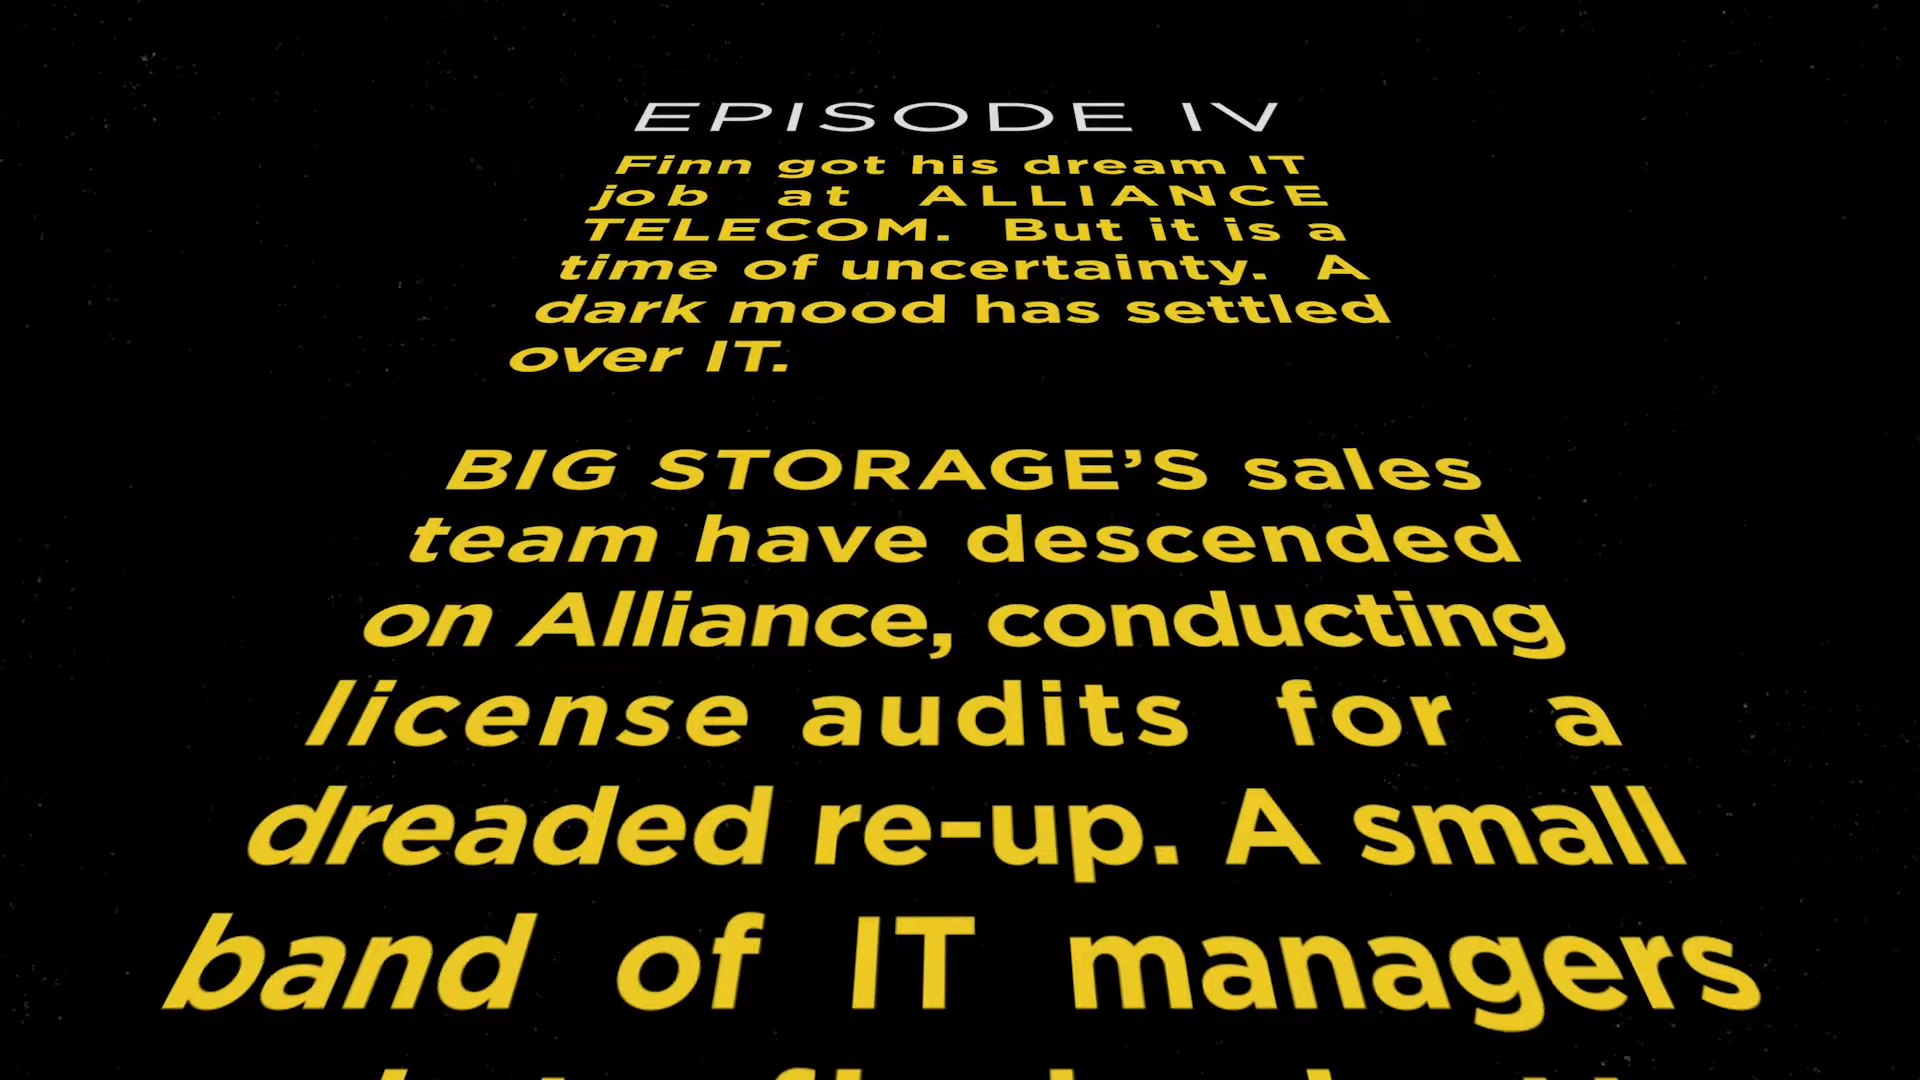 EPISODE IV
Finn got his dream IT
job at ALLIANCE
TELECOM. But it is a
time of uncertainty. A
dark mood has settled
over IT.
BIG STORAGE’S sales
team have descended
on Alliance, conducting
license audits for a
dreaded re-up. A small
band of IT managers